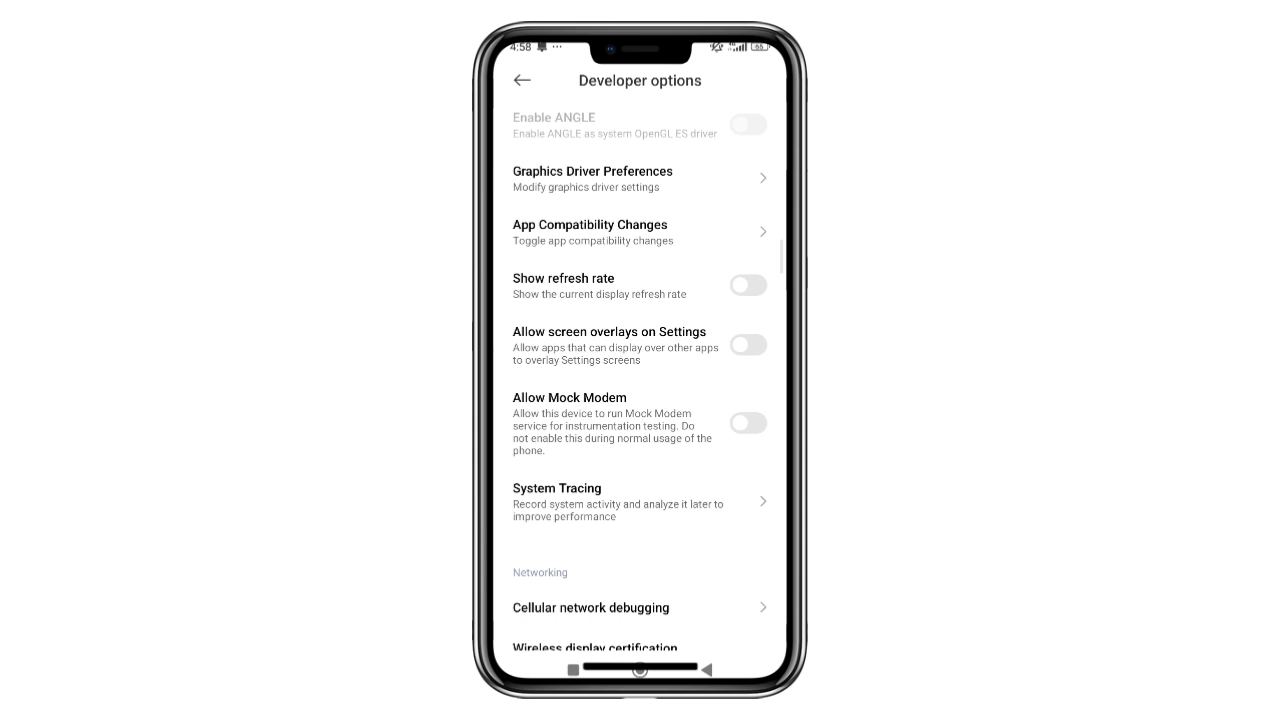 4:58
65
Developer options
Enable ANGLE
Enable ANGLE as system OpenGL ES driver
Graphics Driver Preferences
Modify graphics driver settings
App Compatibility Changes
Toggle app compatibility changes
Show refresh rate
Show the current display refresh rate
Allow screen overlays on Settings
Allow apps that can display over other apps
to overlay Settings screens
Allow Mock Modem
Allow this device to run Mock Modem
service for instrumentation testing. Do
not enable this during normal usage of the
phone.
System Tracing
Record system activity and analyze it later to
improve performance
Networking
Cellular network debugging
Wireless display certification